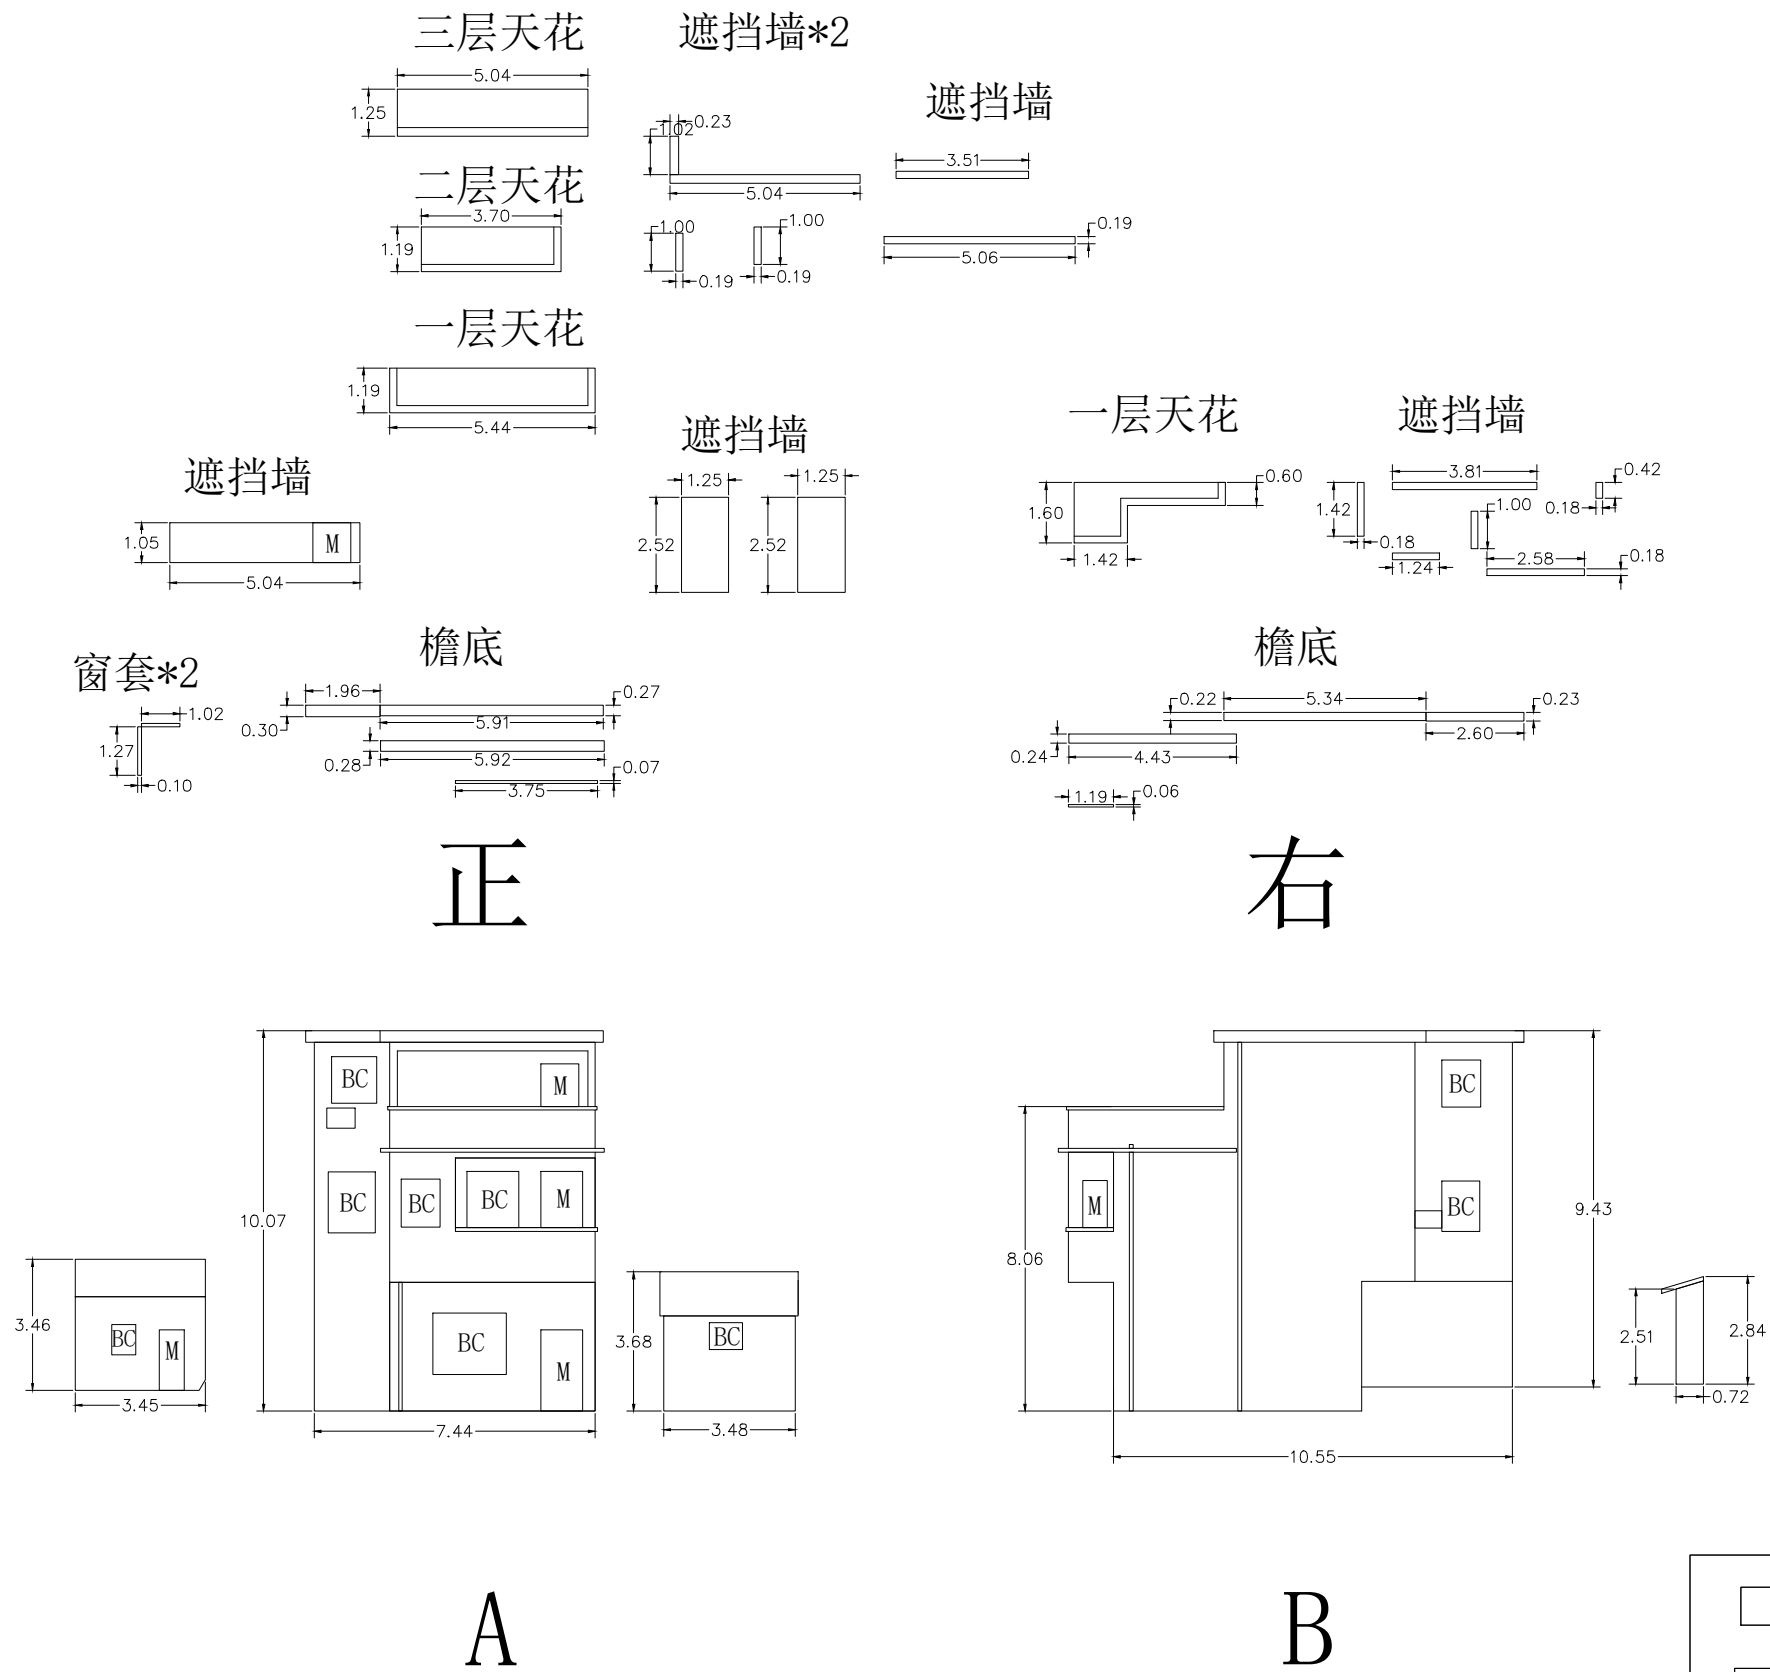 三层天花
遮挡墙*2
5.04
1.25
遮挡墙
0.23
1.02
3.51
5.04
二层天花
3.70
1.19
1.00
0.19
1.00
0.19
0.19
5.06
一层天花
1.19
5.44
遮挡墙
1.05
M
5.04
遮挡墙
1.25
1.25
2.52
2.52
一层天花
0.60
1.60
1.42
遮挡墙
3.81
0.42
1.42
0.18
1.00
0.18
1.24
2.58
0.18
窗套*2
1.02
1.27
0.10
檐底
1.96
0.27
0.30
5.91
0.28
5.92
0.07
3.75
檐底
0.22
5.34
0.23
2.60
0.24
4.43
1.19
0.06
正
右
BC
M
BC
BC
BC
M
10.07
BC
M
7.44
3.46
BC
M
3.45
3.68
BC
3.48
BC
M
BC
8.06
9.43
10.55
2.51
2.84
0.72
A
B